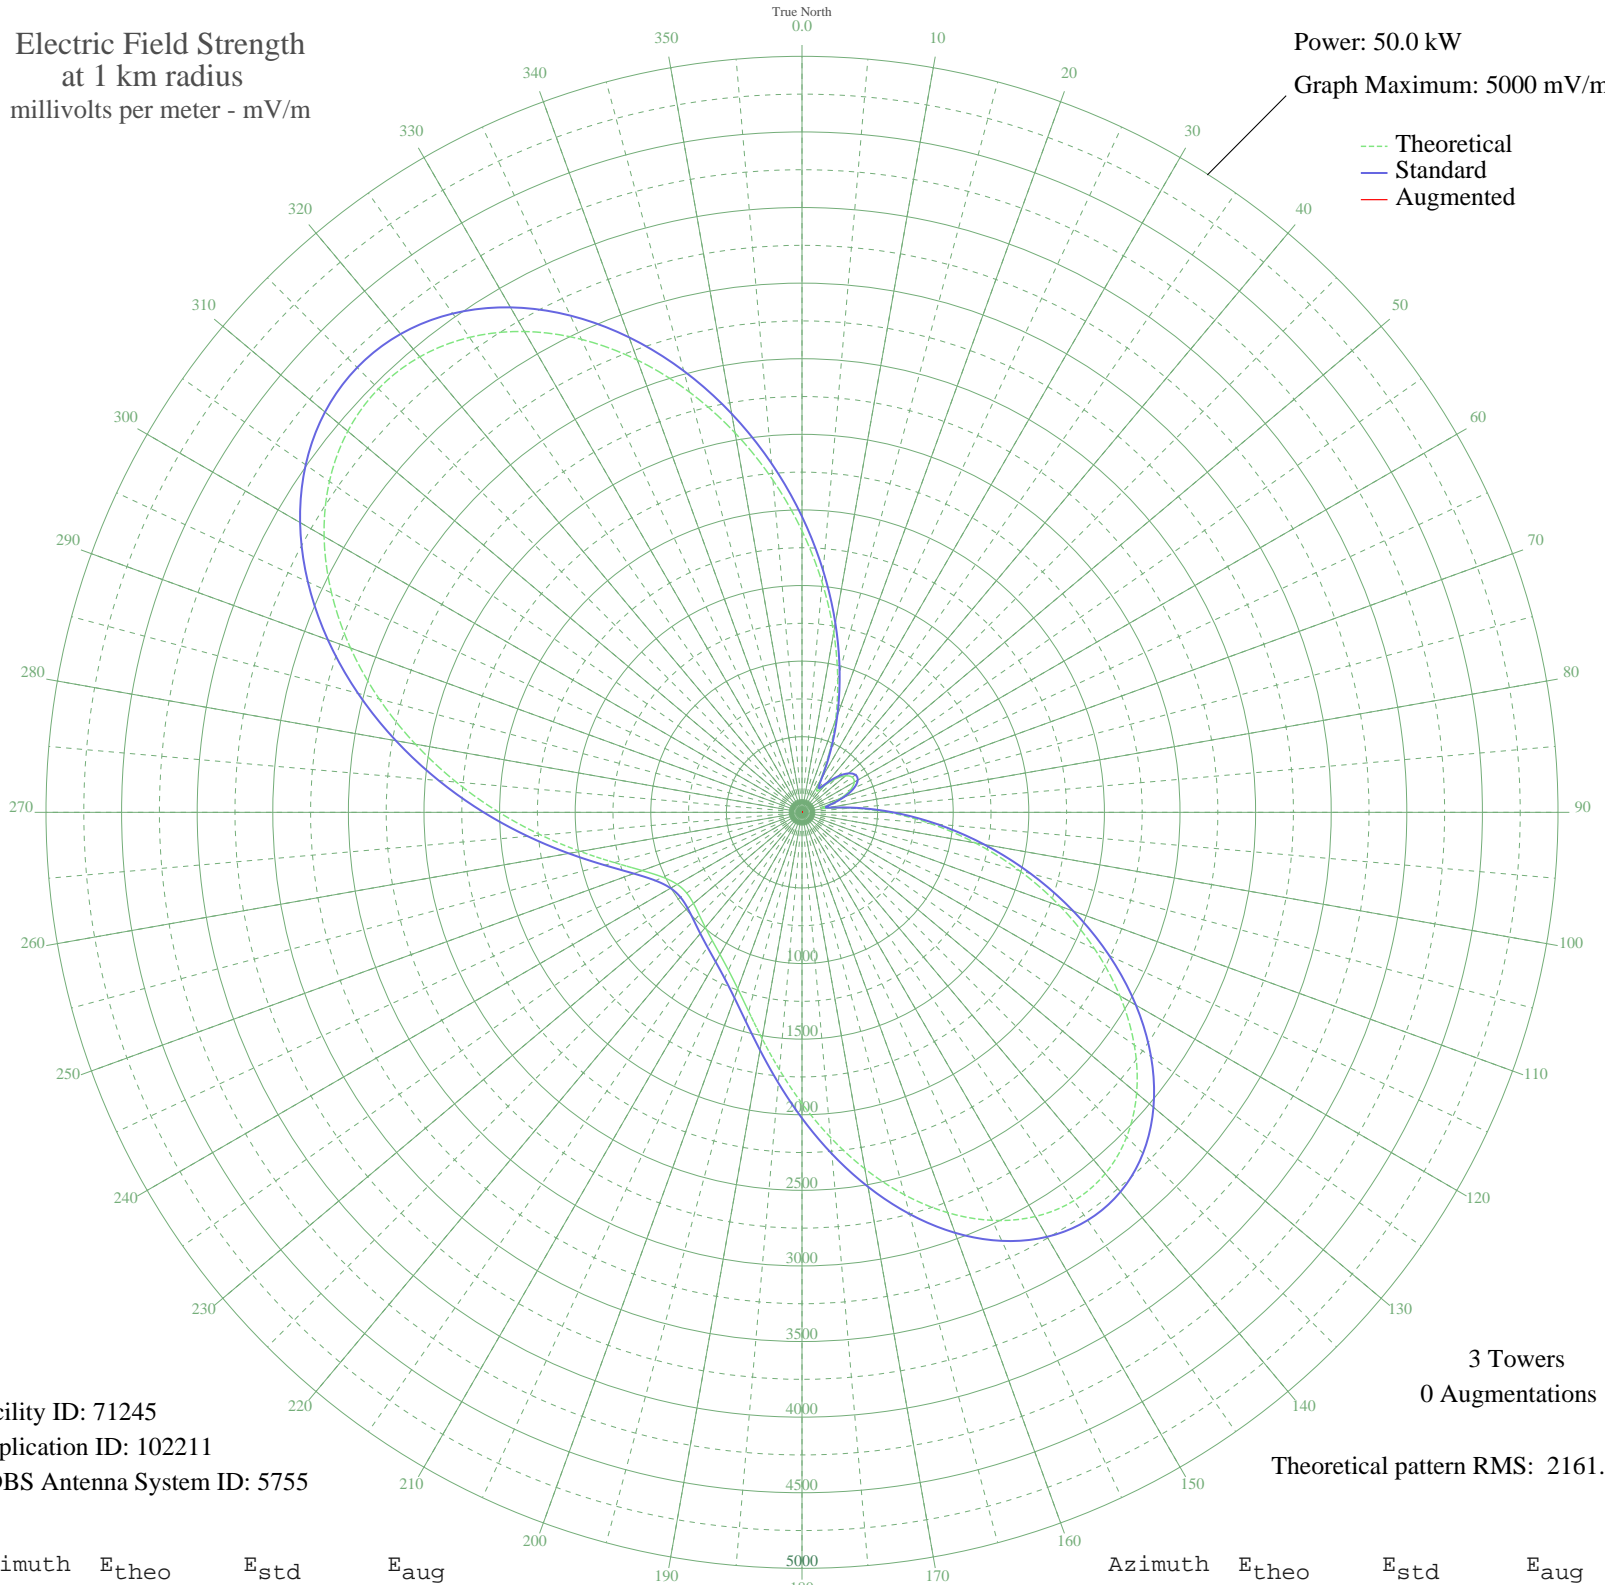 True North
0.0
Electric Field Strength
at 1 km radius
millivolts per meter - mV/m
Power: 50.0 kW
Graph Maximum: 5000 mV/m
Theoretical
Standard
Augmented
10
20
30
40
50
60
70
80
90
100
110
120
130
140
150
160
170
190
200
210
220
230
240
250
260
270
280
290
300
310
320
330
340
350
1000
1500
2000
2500
3000
3500
4000
4500
5000
3 Towers
0 Augmentations
Theoretical pattern RMS: 2161.
cility ID: 71245
plication ID: 102211
DBS Antenna System ID: 5755
imuth Etheo Estd Eaug
Azimuth Etheo Estd Eaug